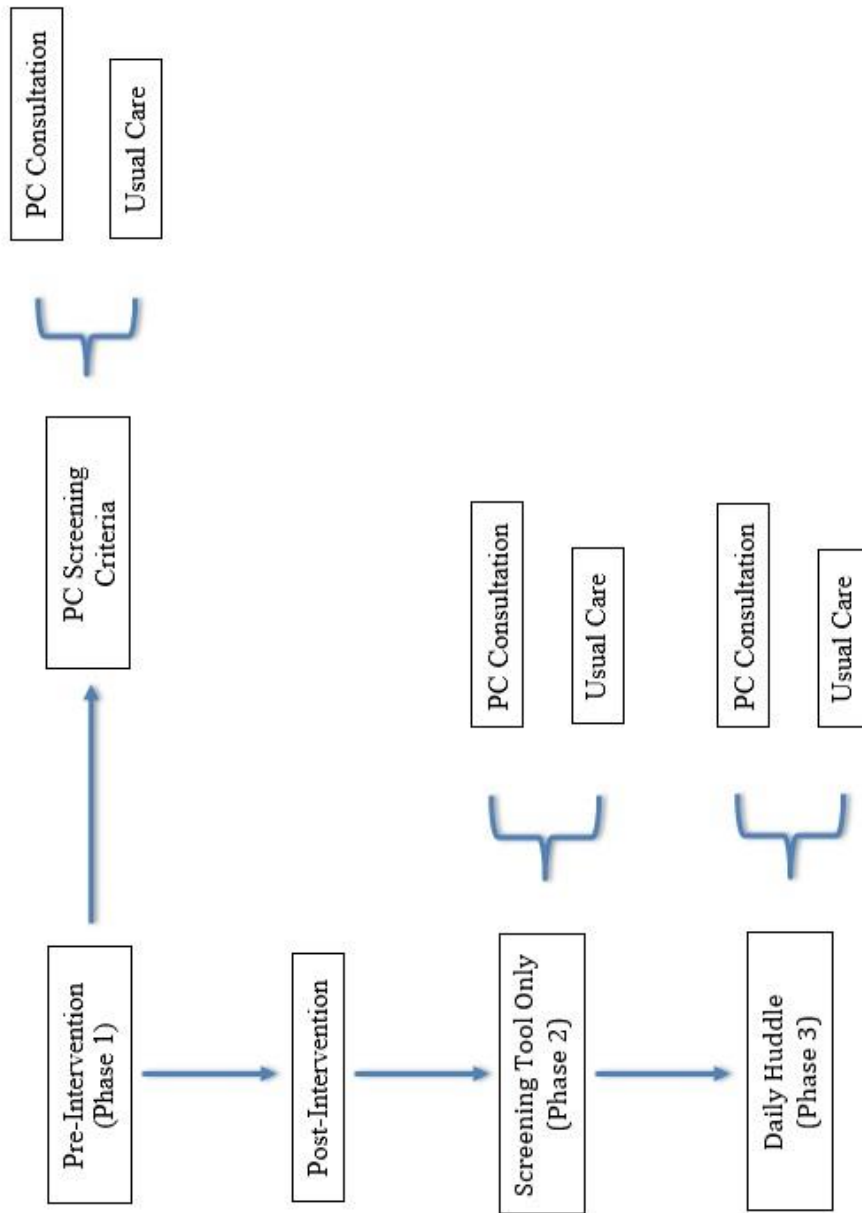 Pre-Intervention
(Phase 1)
PC Screening
Criteria
PC Consultation
Usual Care
Post-Intervention
Screening Tool Only
(Phase 2)
PC Consultation
Usual Care
Daily Huddle
(Phase 3)
PC Consultation
Usual Care